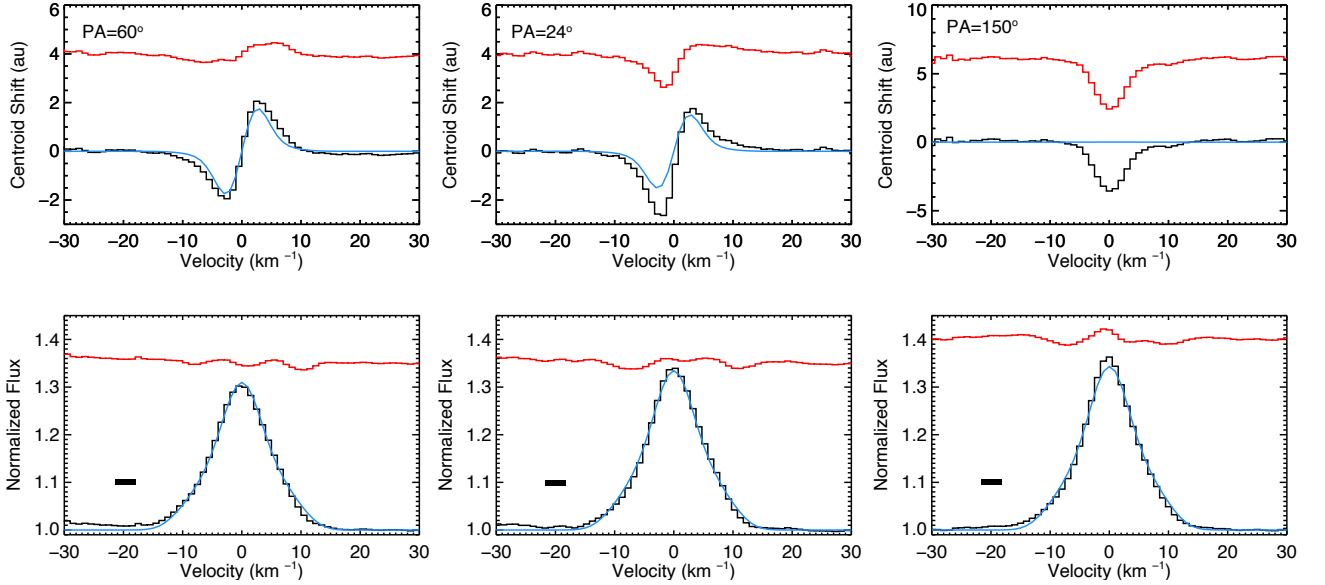 6
4
2
0
−2
Centroid Shift (au)
PA=60°
−30 −20 −10 0 10 20 30
Velocity (km ⁻¹)
6
4
2
0
−2
Centroid Shift (au)
PA=24°
−30 −20 −10 0 10 20 30
Velocity (km ⁻¹)
10
5
0
−5
Centroid Shift (au)
PA=150°
−30 −20 −10 0 10 20 30
Velocity (km ⁻¹)
1.4
1.3
1.2
1.1
1.0
Normalized Flux
−30 −20 −10 0 10 20 30
Velocity (km ⁻¹)
1.4
1.3
1.2
1.1
1.0
Normalized Flux
−30 −20 −10 0 10 20 30
Velocity (km ⁻¹)
1.4
1.3
1.2
1.1
1.0
Normalized Flux
−30 −20 −10 0 10 20 30
Velocity (km ⁻¹)